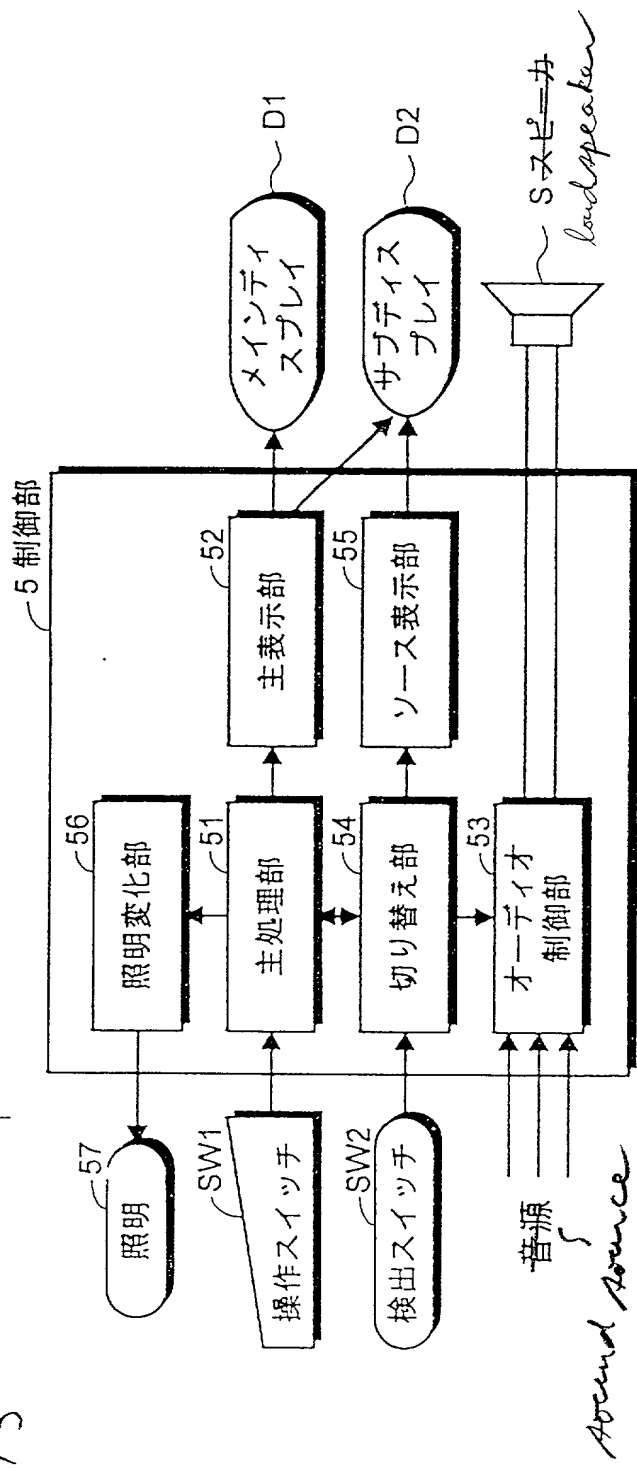 5 制御部
57
照明
56
照明変化部
SW1
操作スイッチ
51
主処理部
52
主表示部
メインディ
スプレイ
D1
SW2
検出スイッチ
54
切り替え部
55
ソース表示部
サブディス
プレイ
D2
音源
sound source
53
オーディオ
制御部
S スピーカ
loudspeaker